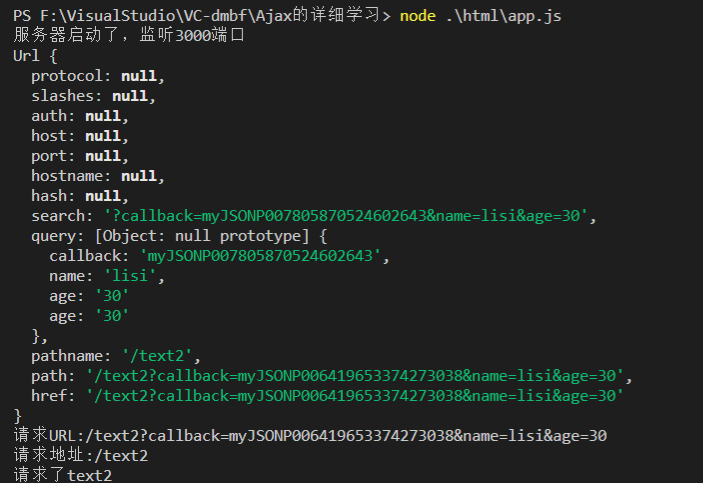 PS F:\VisualStudio\VC-dmbf\Ajax的详细学习> node .\html\app.js
服务器启动了，监听3000端口
Url {
  protocol: null,
  slashes: null,
  auth: null,
  host: null,
  port: null,
  hostname: null,
  hash: null,
  search: '?callback=myJSONP007805870524602643&name=lisi&age=30',
  query: [Object: null prototype] {
    callback: 'myJSONP007805870524602643',
    name: 'lisi',
    age: '30'
    age: '30'
  },
  pathname: '/text2',
  path: '/text2?callback=myJSONP006419653374273038&name=lisi&age=30',
  href: '/text2?callback=myJSONP006419653374273038&name=lisi&age=30'
}
请求URL:/text2?callback=myJSONP006419653374273038&name=lisi&age=30
请求地址:/text2
请求了text2